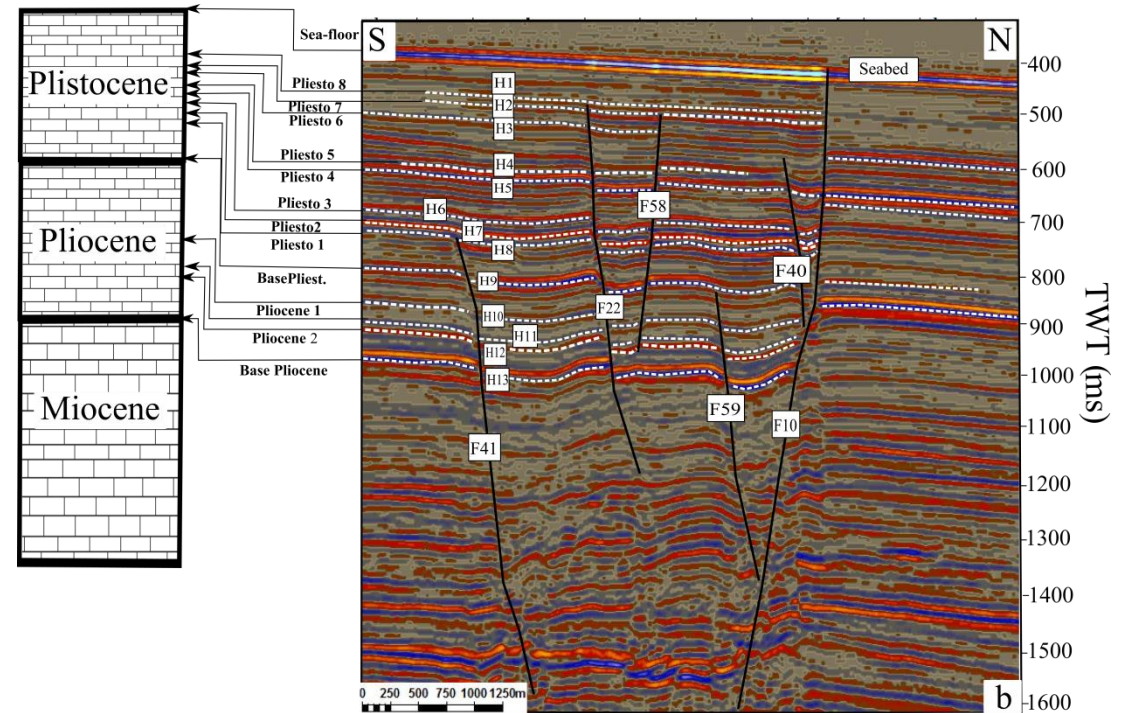 Plistocene
Pliocene
Miocene
Sea-floor
Pliesto 8
Pliesto 7
Pliesto 6
Pliesto 5
Pliesto 4
Pliesto 3
Pliesto2
Pliesto 1
BasePliest.
Pliocene 1
Pliocene 2
Base Pliocene
S
N
Seabed
H1
H2
H3
H4
H5
H6
H7
H8
H9
H10
H11
H12
H13
F58
F40
F22
F59
F10
F41
400
500
600
700
800
900
1000
1100
1200
1300
1400
1500
1600
TWT (ms)
0 250 500 750 1000 1250m
b